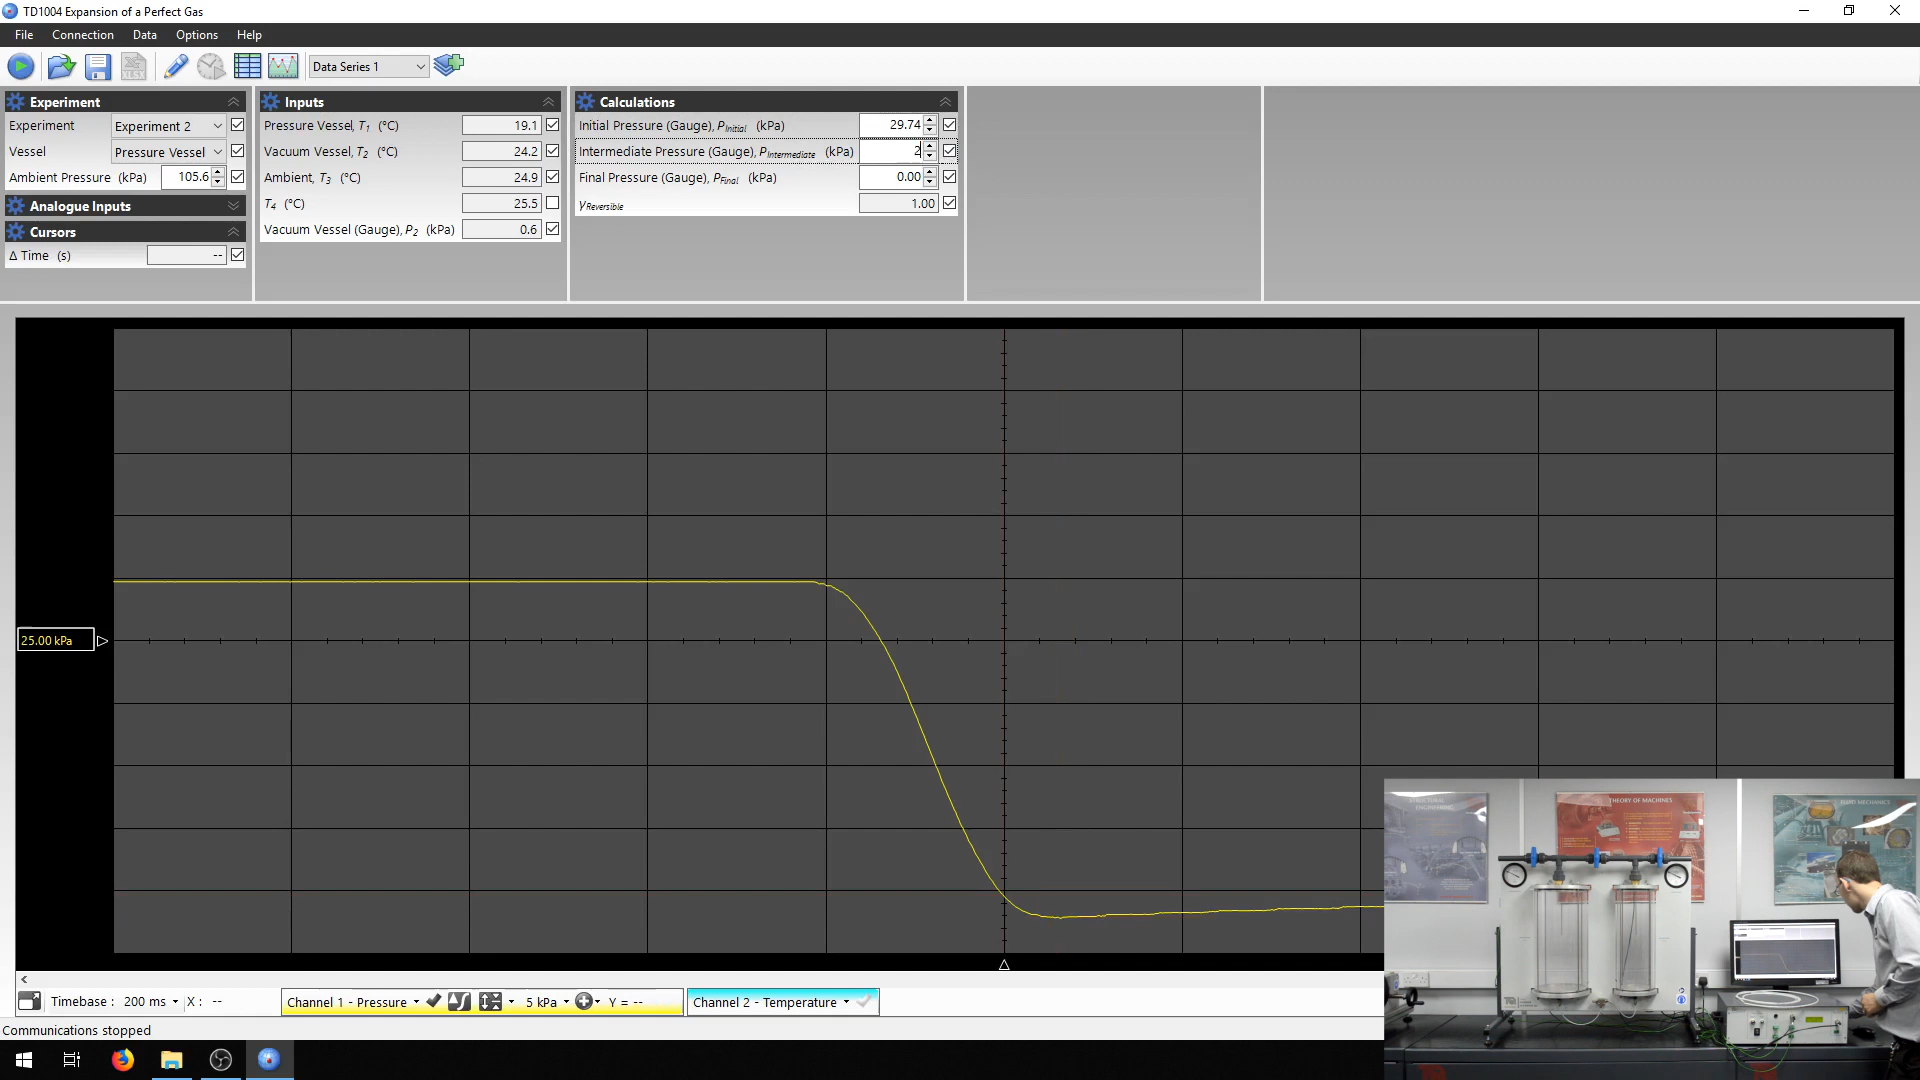 TD1004 Expansion of a Perfect Gas
File Connection Data Options Help
Data Series 1
Experiment
Experiment Experiment 2
Vessel Pressure Vessel
Ambient Pressure (kPa) 105.6
Analogue Inputs
Cursors
Δ Time (s) --
Inputs
Pressure Vessel, T1 (°C) 19.1
Vacuum Vessel, T2 (°C) 24.2
Ambient, T3 (°C) 24.9
T4 (°C) 25.5
Vacuum Vessel (Gauge), P2 (kPa) 0.6
Calculations
Initial Pressure (Gauge), PInitial (kPa) 29.74
Intermediate Pressure (Gauge), PIntermediate (kPa) 2
Final Pressure (Gauge), PFinal (kPa) 0.00
γReversible 1.00
25.00 kPa
THEORY OF MACHINES
FLUID MECHANICS
Timebase : 200 ms X : --
Channel 1 - Pressure 5 kPa Y = --
Channel 2 - Temperature
Communications stopped